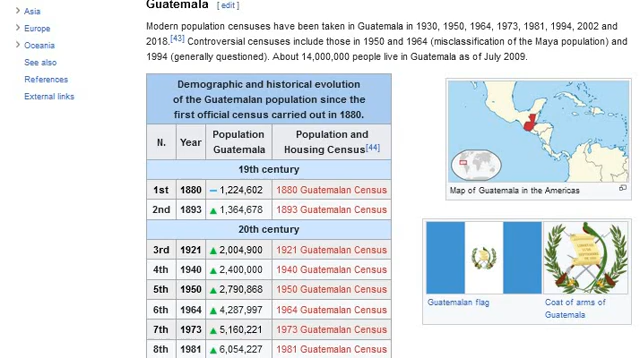 Asia
Europe
Oceania
See also
References
External links
Guatemala [ edit ]
Modern population censuses have been taken in Guatemala in 1930, 1950, 1964, 1973, 1981, 1994, 2002 and
2018.[43] Controversial censuses include those in 1950 and 1964 (misclassification of the Maya population) and
1994 (generally questioned). About 14,000,000 people live in Guatemala as of July 2009.
Demographic and historical evolution
of the Guatemalan population since the
first official census carried out in 1880.
N. Year Population Guatemala Population and Housing Census[44]
19th century
1st 1880 – 1,224,602 1880 Guatemalan Census
2nd 1893 ▲ 1,364,678 1893 Guatemalan Census
20th century
3rd 1921 ▲ 2,004,900 1921 Guatemalan Census
4th 1940 ▲ 2,400,000 1940 Guatemalan Census
5th 1950 ▲ 2,790,868 1950 Guatemalan Census
6th 1964 ▲ 4,287,997 1964 Guatemalan Census
7th 1973 ▲ 5,160,221 1973 Guatemalan Census
8th 1981 ▲ 6,054,227 1981 Guatemalan Census
Map of Guatemala in the Americas
Guatemalan flag
Coat of arms of
Guatemala